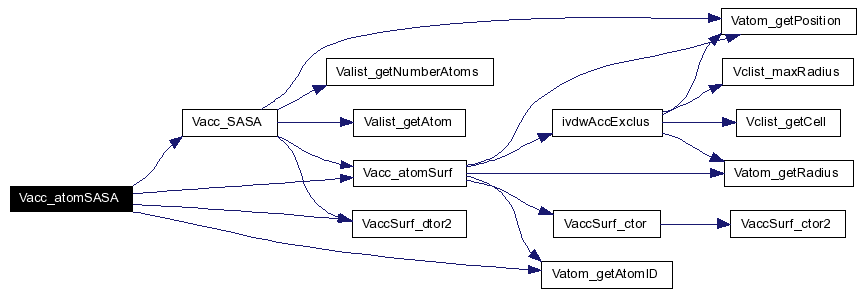 Vatom_getPosition
Valist_getNumberAtoms
Vclist_maxRadius
Vacc_SASA
Valist_getAtom
ivdwAccExclus
Vclist_getCell
Vacc_atomSurf
Vatom_getRadius
Vacc_atomSASA
VaccSurf_dtor2
VaccSurf_ctor
VaccSurf_ctor2
Vatom_getAtomID